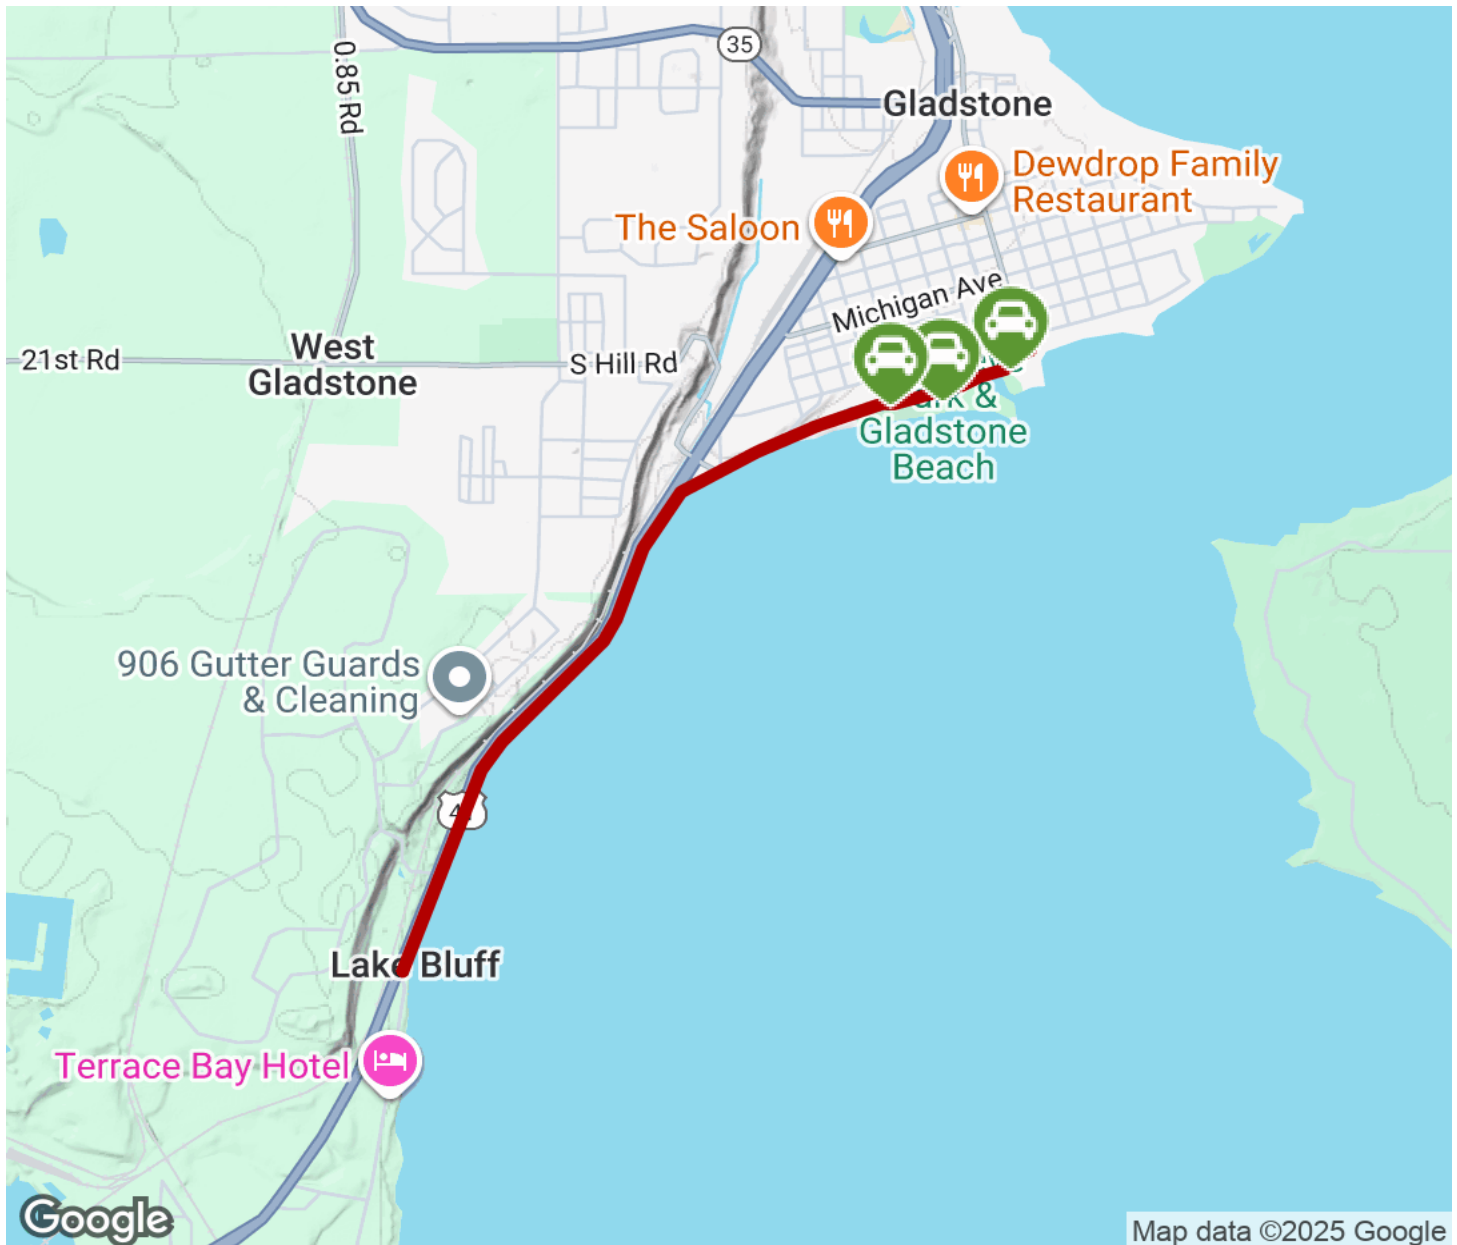 0.85 Rd
35
Gladstone
Dewdrop Family
Restaurant
The Saloon
Michigan Ave
West
Gladstone
21st Rd
S Hill Rd
&
Gladstone
Beach
906 Gutter Guards
& Cleaning
Lake Bluff
Terrace Bay Hotel
Google
Map data ©2025 Google